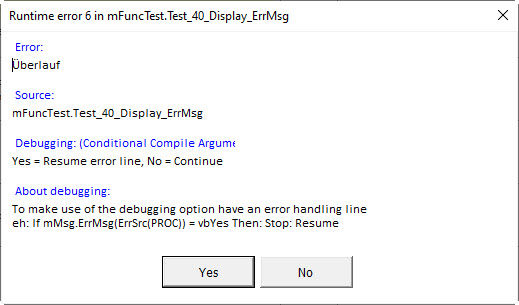 Runtime error 6 in mFuncTest.Test_40_Display_ErrMsg
Error:
Überlauf
Source:
mFuncTest.Test_40_Display_ErrMsg
Debugging: (Conditional Compile Argume
Yes = Resume error line, No = Continue
About debugging:
To make use of the debugging option have an error handling line
eh: If mMsg.ErrMsg(ErrSrc(PROC)) = vbYes Then: Stop: Resume
Yes
No